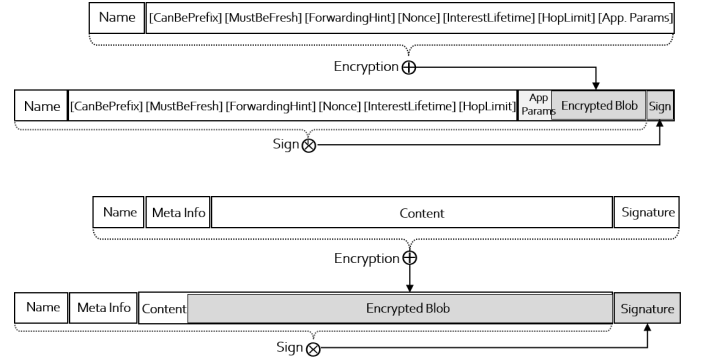 Name [CanBePrefix] [MustBeFresh] [ForwardingHint] [Nonce] [InterestLifetime] [HopLimit] [App. Params]
Encryption
Name [CanBePrefix] [MustBeFresh] [ForwardingHint] [Nonce] [InterestLifetime] [HopLimit] App Params Encrypted Blob Sign
Sign
Name Meta Info Content Signature
Encryption
Name Meta Info Content Encrypted Blob Signature
Sign